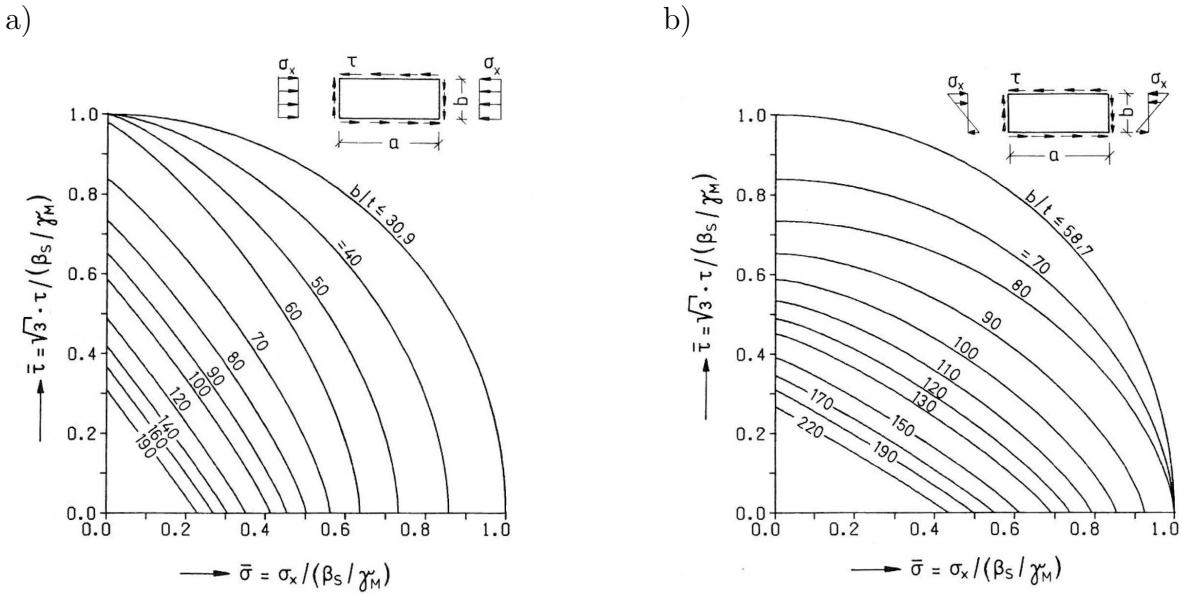 a)
σx τ σx
b
a
1.0
0.8
0.6
0.4
0.2
0.0
0.0 0.2 0.4 0.6 0.8 1.0
b/t ≤ 30,9
=40
50
60
70
80
90
100
120
140
160
190
τ̄ = √3 · τ / (βS / γM)
σ̄ = σx / (βS / γM)
b)
σx τ σx
b
a
1.0
0.8
0.6
0.4
0.2
0.0
0.0 0.2 0.4 0.6 0.8 1.0
b/t ≤ 58,7
=70
80
90
100
110
120
130
150
170
190
220
τ̄ = √3 · τ / (βS / γM)
σ̄ = σx / (βS / γM)